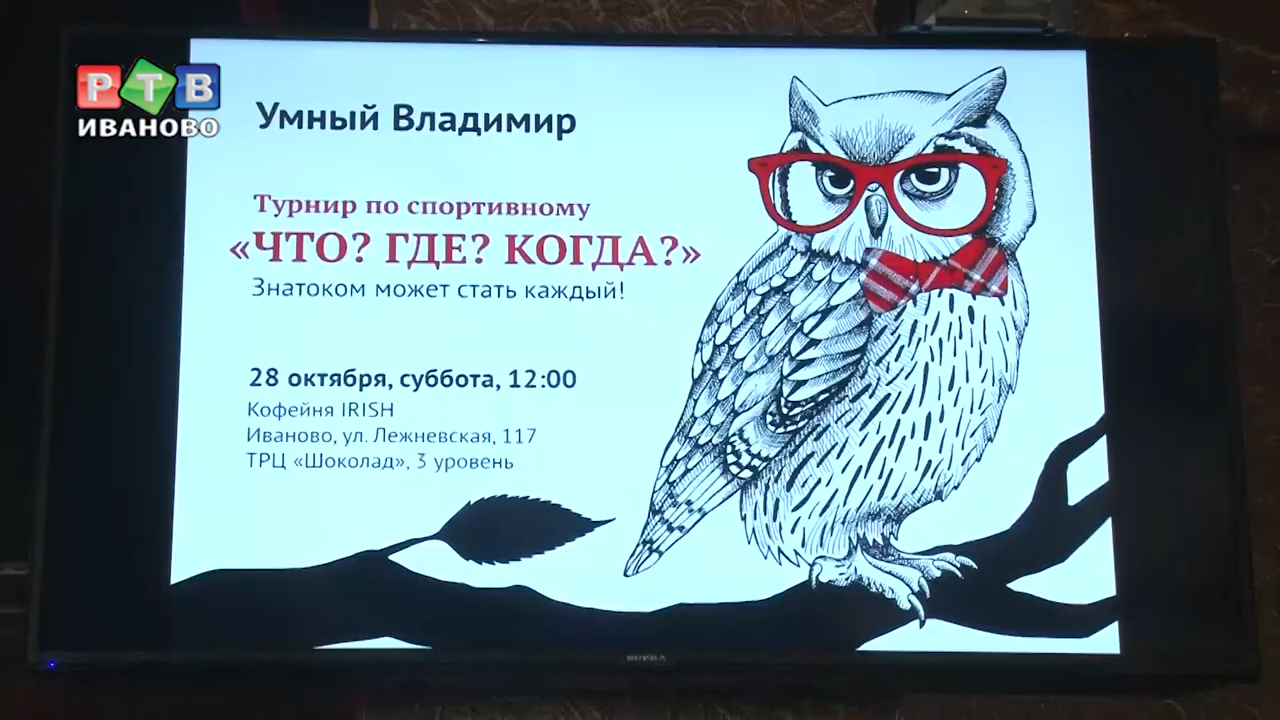 РТВ
ИВАНОВО
Умный Владимир
Турнир по спортивному
«ЧТО? ГДЕ? КОГДА?»
Знатоком может стать каждый!
28 октября, суббота, 12:00
Кофейня IRISH
Иваново, ул. Лежневская, 117
ТРЦ «Шоколад», 3 уровень
SUPRA